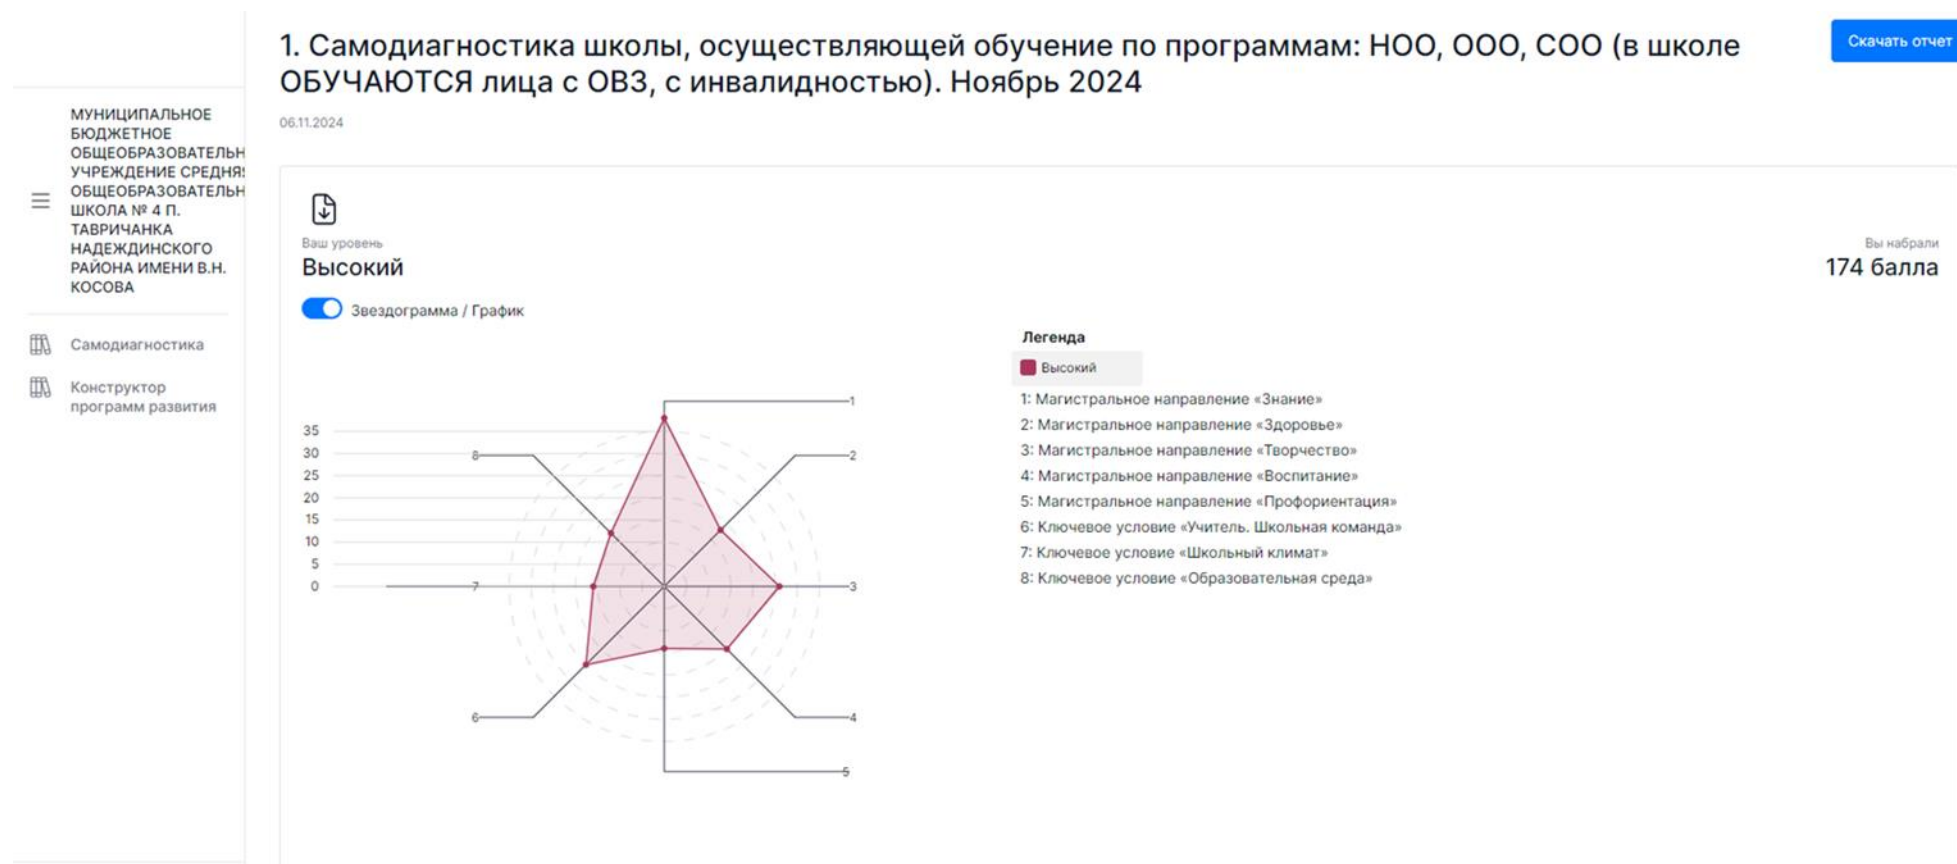 1. Самодиагностика школы, осуществляющей обучение по программам: НОО, ООО, СОО (в школе
ОБУЧАЮТСЯ лица с ОВЗ, с инвалидностью). Ноябрь 2024
Скачать отчет
06.11.2024
МУНИЦИПАЛЬНОЕ
БЮДЖЕТНОЕ
ОБЩЕОБРАЗОВАТЕЛЬН
УЧРЕЖДЕНИЕ СРЕДНЯ
ОБЩЕОБРАЗОВАТЕЛЬН
ШКОЛА № 4 П.
ТАВРИЧАНКА
НАДЕЖДИНСКОГО
РАЙОНА ИМЕНИ В.Н.
КОСОВА
Самодиагностика
Конструктор
программ развития
Ваш уровень
Высокий
Вы набрали
174 балла
Звездограмма / График
35
30
25
20
15
10
5
0
1
2
3
4
5
6
7
8
Легенда
Высокий
1: Магистральное направление «Знание»
2: Магистральное направление «Здоровье»
3: Магистральное направление «Творчество»
4: Магистральное направление «Воспитание»
5: Магистральное направление «Профориентация»
6: Ключевое условие «Учитель. Школьная команда»
7: Ключевое условие «Школьный климат»
8: Ключевое условие «Образовательная среда»